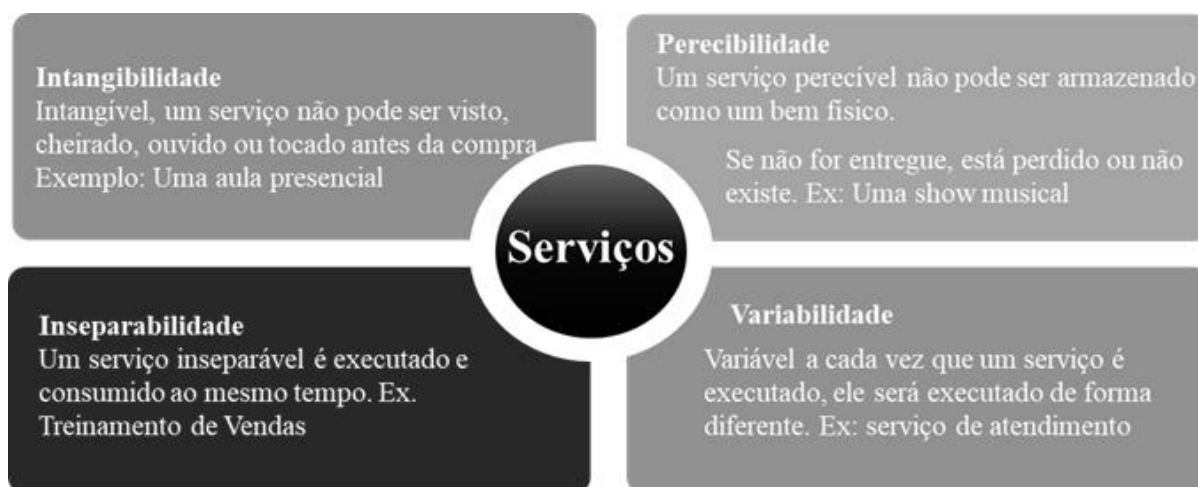 Intangibilidade
Intangível, um serviço não pode ser visto,
cheirado, ouvido ou tocado antes da compra
Exemplo: Uma aula presencial
Perecibilidade
Um serviço perecível não pode ser armazenado
como um bem físico.
Se não for entregue, está perdido ou não
existe. Ex: Uma show musical
Serviços
Inseparabilidade
Um serviço inseparável é executado e
consumido ao mesmo tempo. Ex.
Treinamento de Vendas
Variabilidade
Variável a cada vez que um serviço é
executado, ele será executado de forma
diferente. Ex: serviço de atendimento